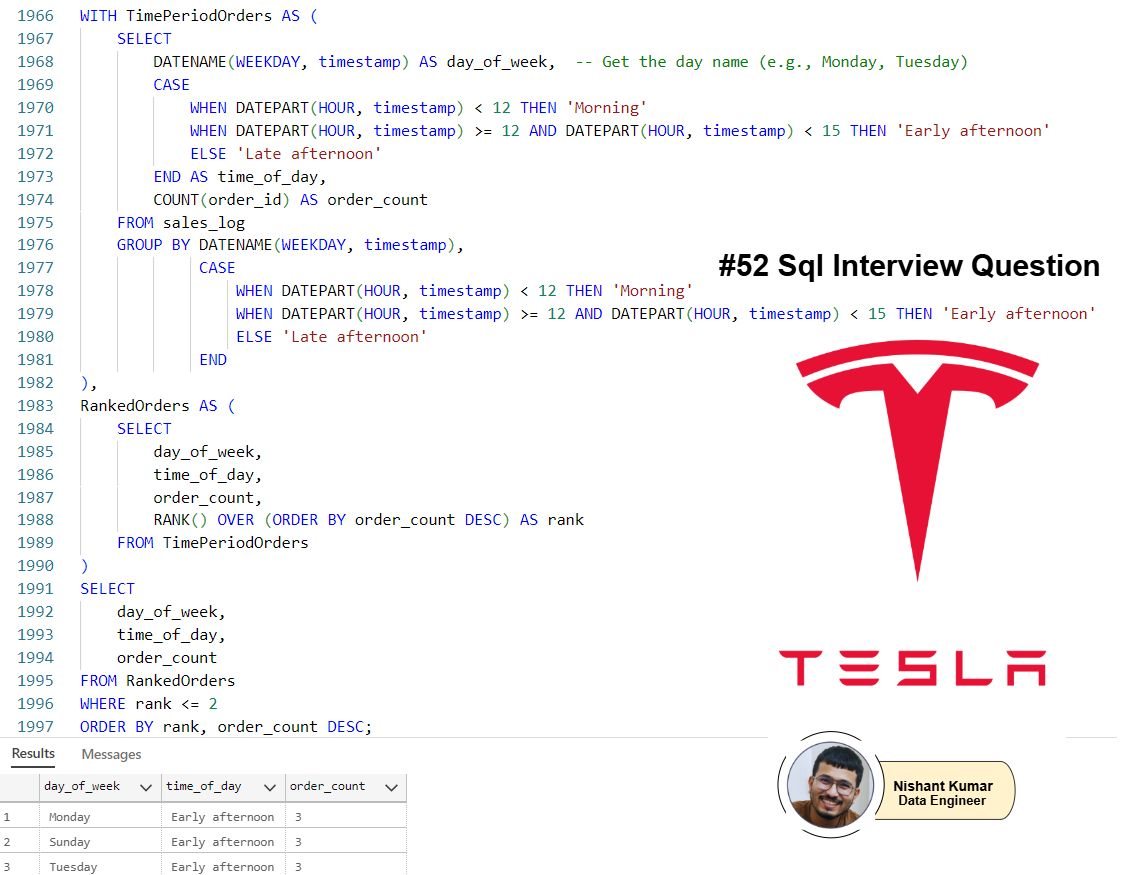 1966 WITH TimePeriodOrders AS (
1967 SELECT
1968 DATENAME(WEEKDAY, timestamp) AS day_of_week, -- Get the day name (e.g., Monday, Tuesday)
1969 CASE
1970 WHEN DATEPART(HOUR, timestamp) < 12 THEN 'Morning'
1971 WHEN DATEPART(HOUR, timestamp) >= 12 AND DATEPART(HOUR, timestamp) < 15 THEN 'Early afternoon'
1972 ELSE 'Late afternoon'
1973 END AS time_of_day,
1974 COUNT(order_id) AS order_count
1975 FROM sales_log
1976 GROUP BY DATENAME(WEEKDAY, timestamp),
1977 CASE
1978 WHEN DATEPART(HOUR, timestamp) < 12 THEN 'Morning'
1979 WHEN DATEPART(HOUR, timestamp) >= 12 AND DATEPART(HOUR, timestamp) < 15 THEN 'Early afternoon'
1980 ELSE 'Late afternoon'
1981 END
1982 ),
1983 RankedOrders AS (
1984 SELECT
1985 day_of_week,
1986 time_of_day,
1987 order_count,
1988 RANK() OVER (ORDER BY order_count DESC) AS rank
1989 FROM TimePeriodOrders
1990 )
1991 SELECT
1992 day_of_week,
1993 time_of_day,
1994 order_count
1995 FROM RankedOrders
1996 WHERE rank <= 2
1997 ORDER BY rank, order_count DESC;
#52 Sql Interview Question
TESLA
Nishant Kumar
Data Engineer
Results Messages
day_of_week time_of_day order_count
1 Monday Early afternoon 3
2 Sunday Early afternoon 3
3 Tuesday Early afternoon 3